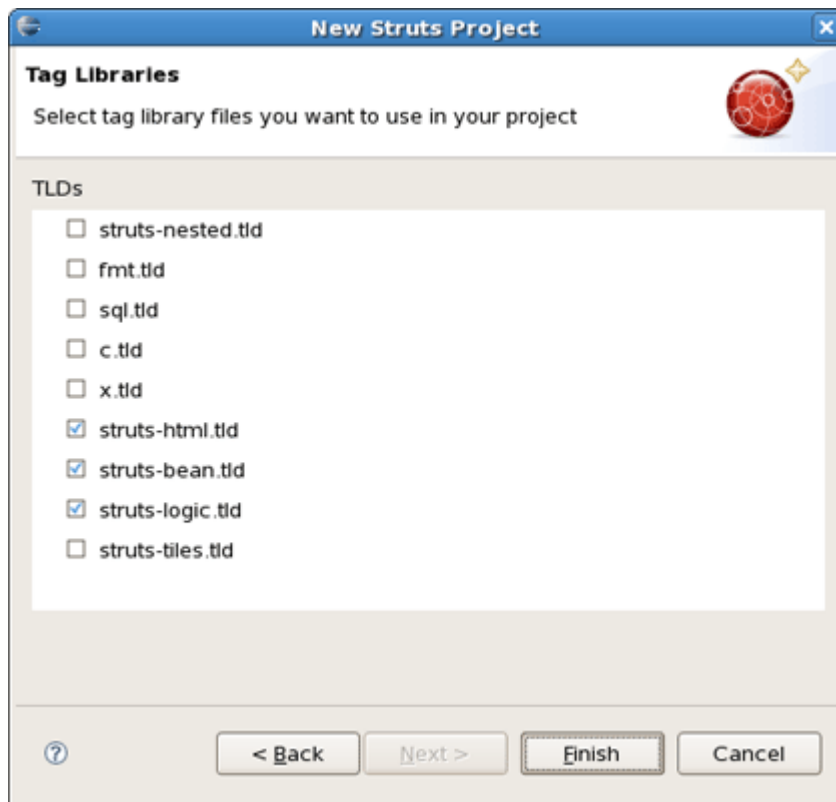 New Struts Project
Tag Libraries
Select tag library files you want to use in your project
TLDs
struts-nested.tld
fmt.tld
sql.tld
c.tld
x.tld
struts-html.tld
struts-bean.tld
struts-logic.tld
struts-tiles.tld
? < Back Next > Finish Cancel